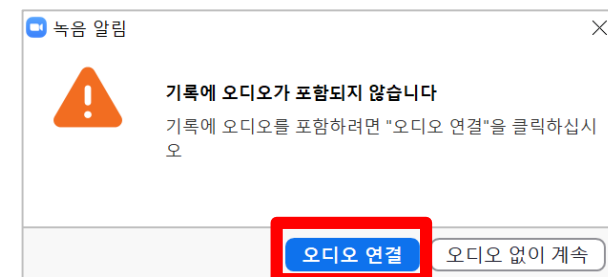 녹음 알림
기록에 오디오가 포함되지 않습니다
기록에 오디오를 포함하려면 "오디오 연결"을 클릭하십시
오
오디오 연결
오디오 없이 계속